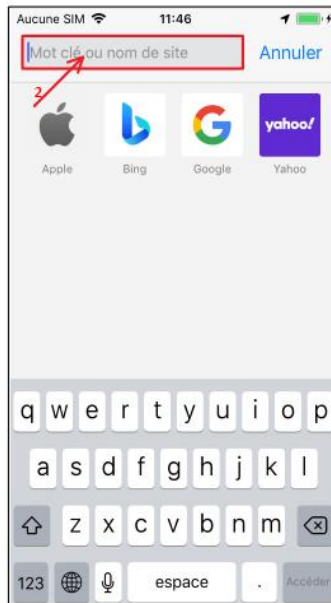 Aucune SIM 11:46
Mot clé ou nom de site Annuler
2
yahoo!
Apple Bing Google Yahoo
q w e r t y u i o p
a s d f g h j k l
z x c v b n m
123 espace . Accéder